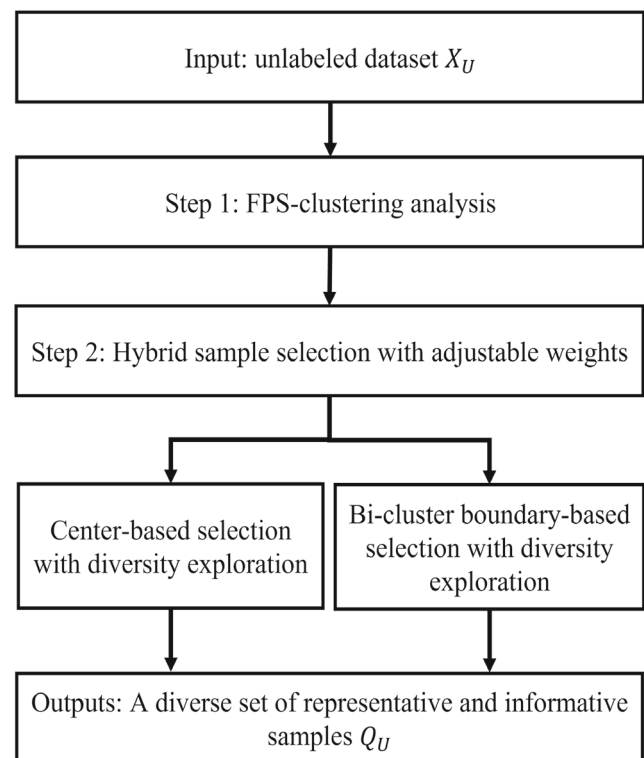 Input: unlabeled dataset X_U
Step 1: FPS-clustering analysis
Step 2: Hybrid sample selection with adjustable weights
Center-based selection
with diversity exploration
Bi-cluster boundary-based
selection with diversity
exploration
Outputs: A diverse set of representative and informative
samples Q_U